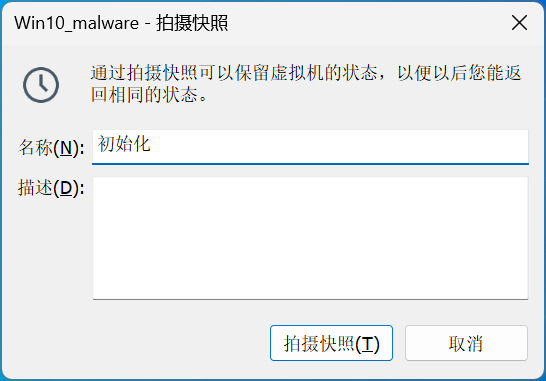 Win10_malware - 拍摄快照
通过拍摄快照可以保留虚拟机的状态，以便以后您能返
回相同的状态。
名称(N): 初始化
描述(D):
拍摄快照(T) 取消